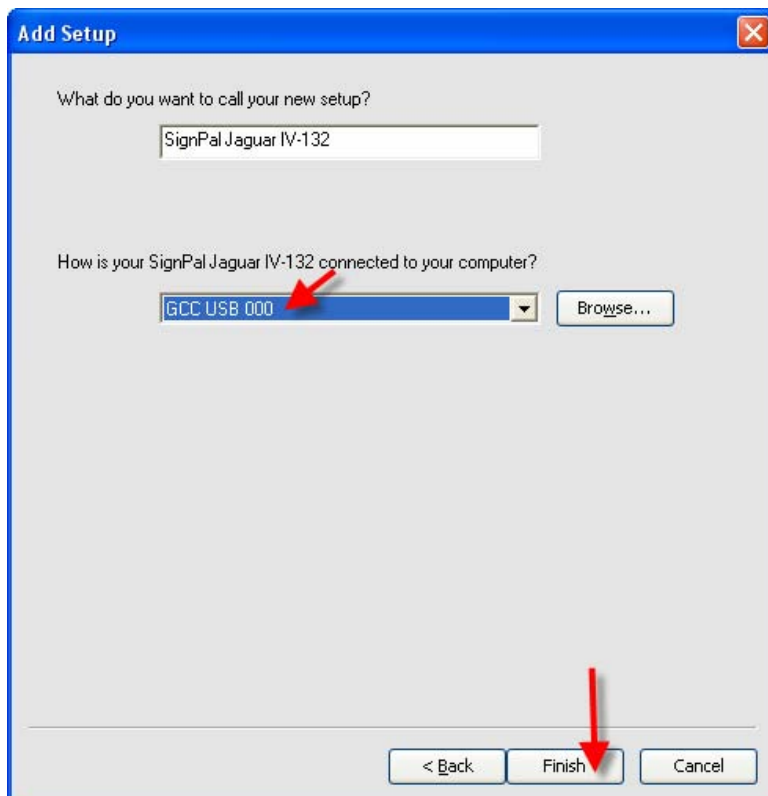 Add Setup
What do you want to call your new setup?
SignPal Jaguar IV-132
How is your SignPal Jaguar IV-132 connected to your computer?
GCC USB 000
Browse...
< Back
Finish
Cancel